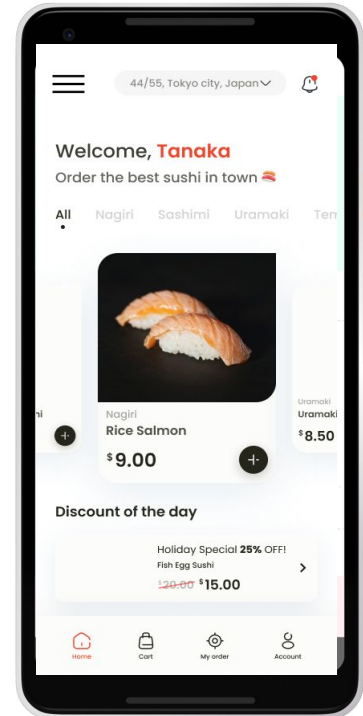 44/55, Tokyo city, Japan
Welcome, Tanaka
Order the best sushi in town
All Nagiri Sashimi Uramaki Tem
Nagiri
Rice Salmon
$9.00
ni
Uramaki
Uramaki
$8.50
Discount of the day
Holiday Special 25% OFF!
Fish Egg Sushi
$20.00 $15.00
Home Cart My order Account